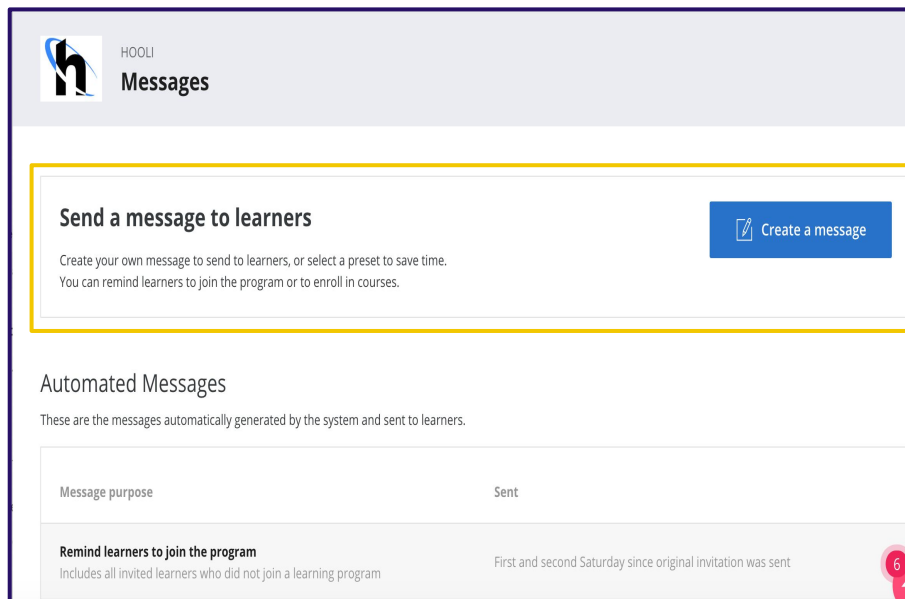 h
HOOLI
Messages
Send a message to learners
Create a message
Create your own message to send to learners, or select a preset to save time.
You can remind learners to join the program or to enroll in courses.
Automated Messages
These are the messages automatically generated by the system and sent to learners.
Message purpose
Sent
Remind learners to join the program
Includes all invited learners who did not join a learning program
First and second Saturday since original invitation was sent
6